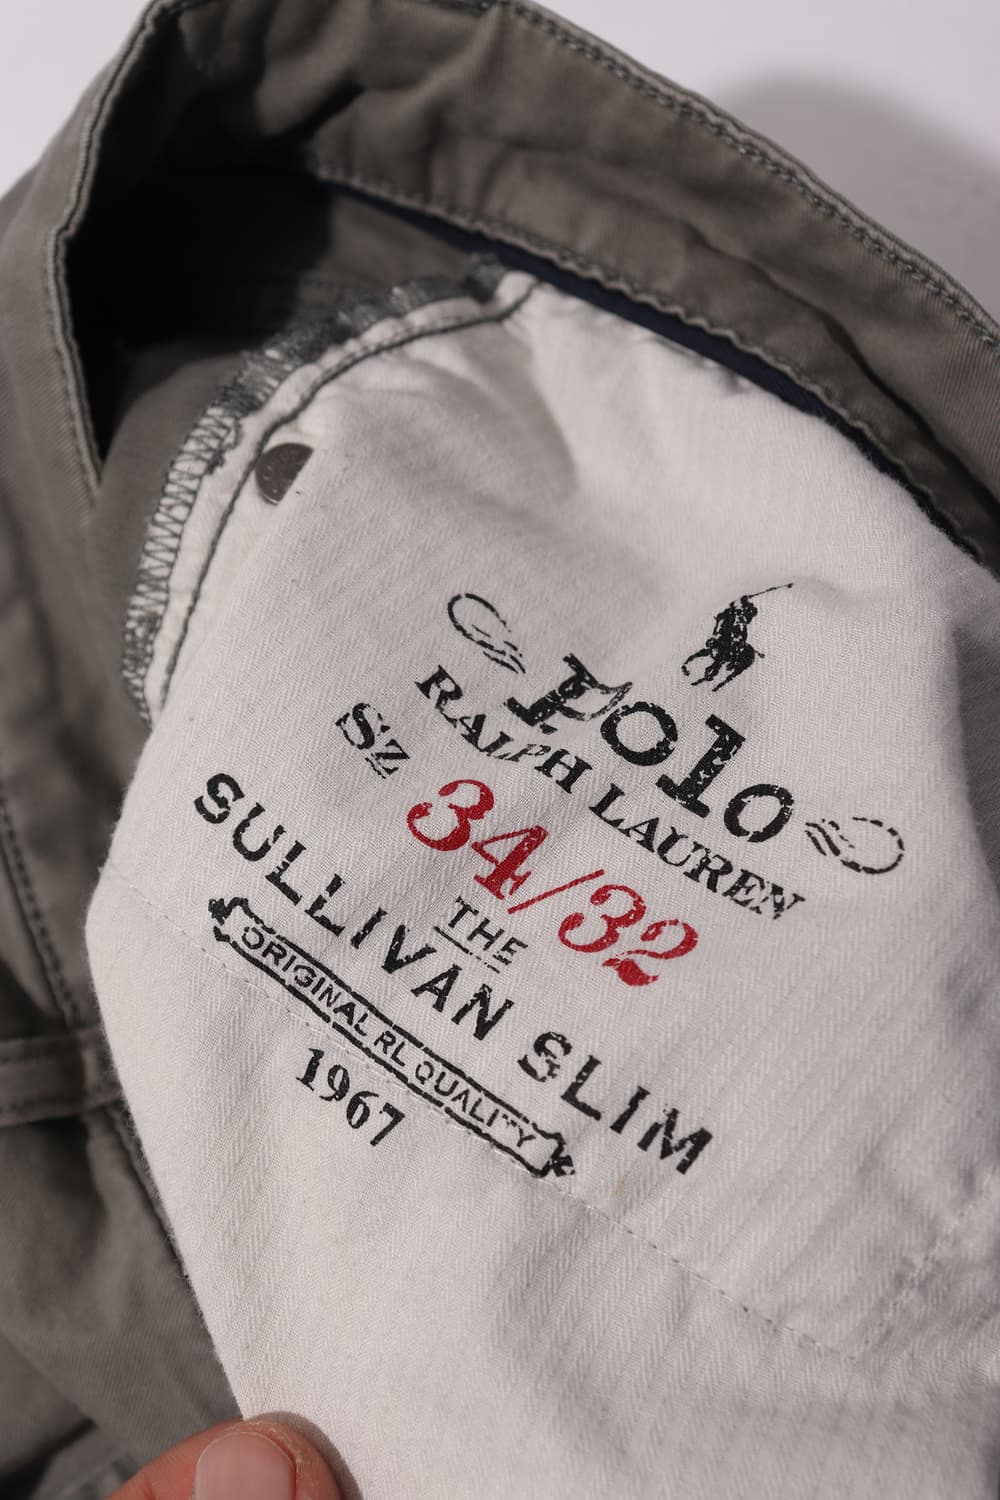 Polo
RALPH LAUREN
SZ 34/32
THE
SULLIVAN SLIM
ORIGINAL RL QUALITY
1967